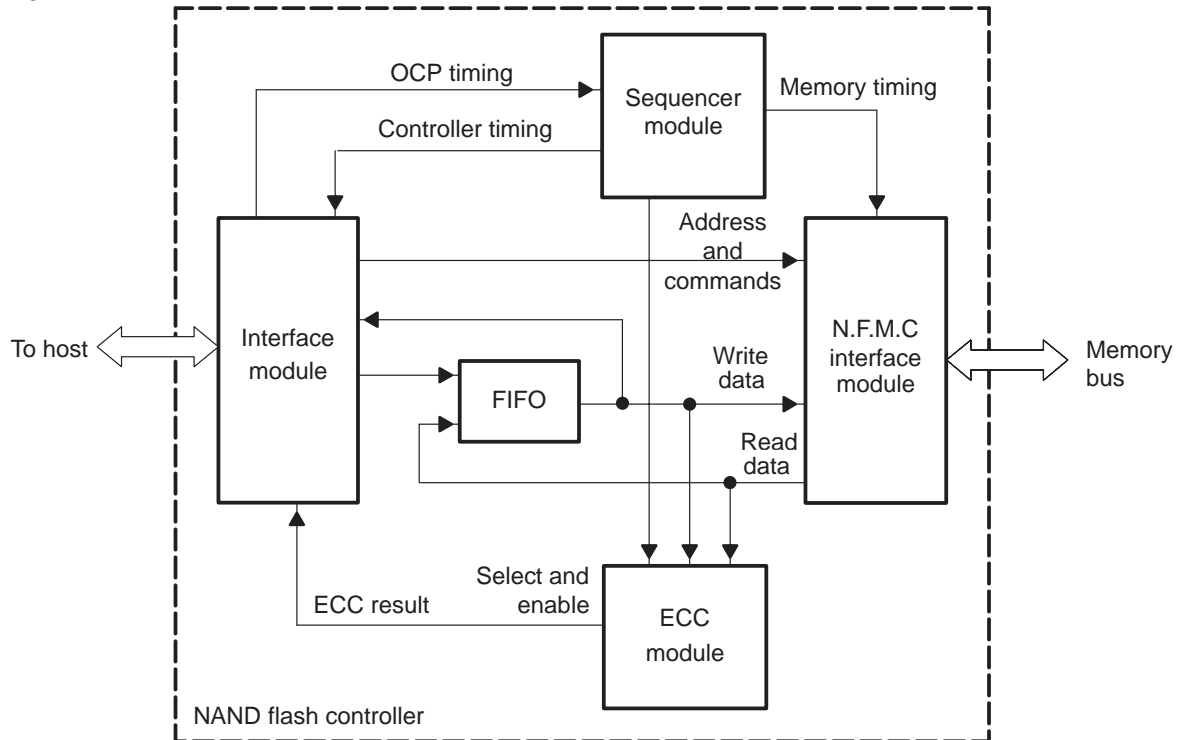 OCP timing
Sequencer
module
Memory timing
Controller timing
Address
and
commands
To host
Interface
module
N.F.M.C
interface
module
Memory
bus
FIFO
Write
data
Read
data
Select and
enable
ECC result
ECC
module
NAND flash controller